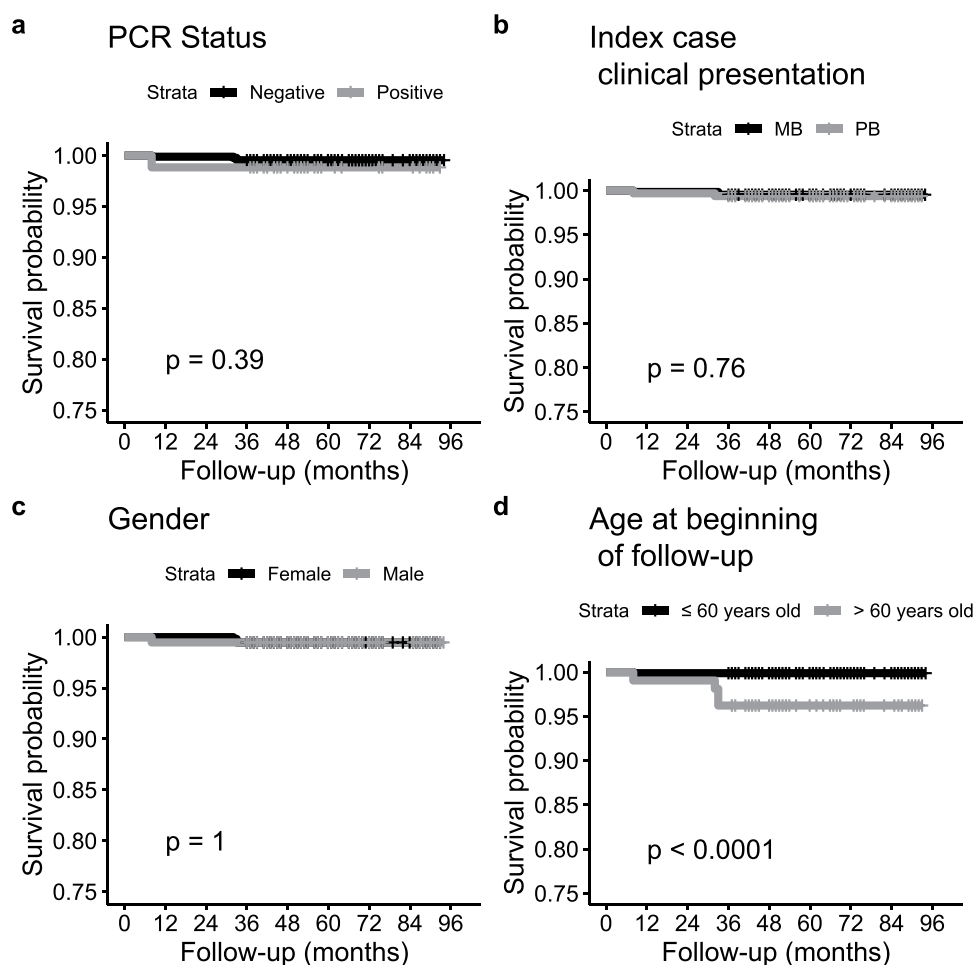 a
PCR Status
Strata Negative Positive
Survival probability
1.00
0.95
0.90
0.85
0.80
0.75
p = 0.39
0 12 24 36 48 60 72 84 96
Follow-up (months)
b
Index case
clinical presentation
Strata MB PB
Survival probability
1.00
0.95
0.90
0.85
0.80
0.75
p = 0.76
0 12 24 36 48 60 72 84 96
Follow-up (months)
c
Gender
Strata Female Male
Survival probability
1.00
0.95
0.90
0.85
0.80
0.75
p = 1
0 12 24 36 48 60 72 84 96
Follow-up (months)
d
Age at beginning
of follow-up
Strata ≤ 60 years old > 60 years old
Survival probability
1.00
0.95
0.90
0.85
0.80
0.75
p < 0.0001
0 12 24 36 48 60 72 84 96
Follow-up (months)